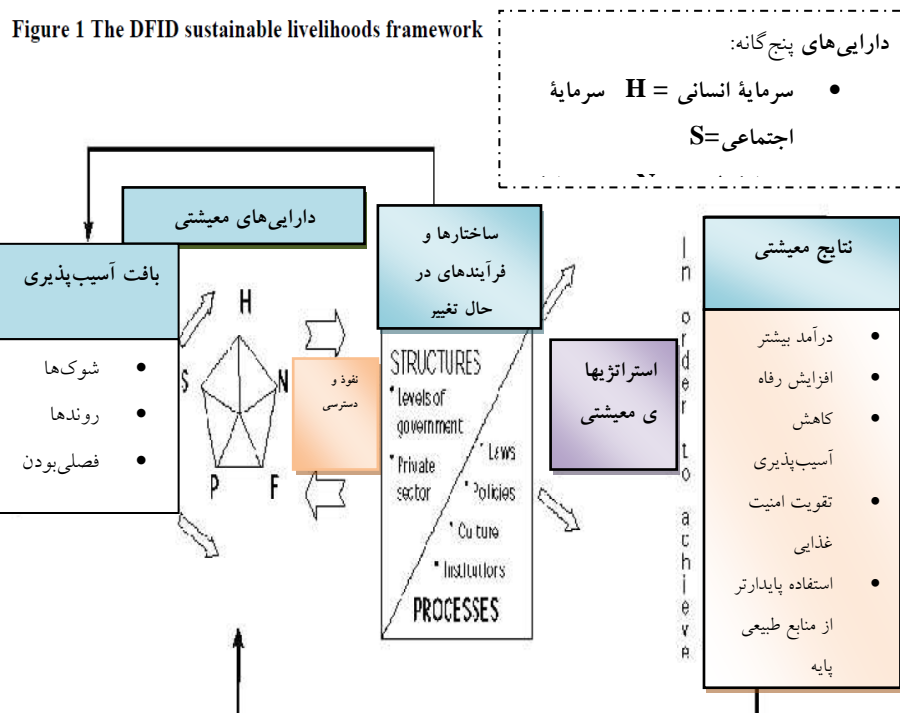 Figure 1 The DFID sustainable livelihoods framework
دارایی‌های پنج‌گانه:
• سرمایهٔ انسانی = H سرمایهٔ
اجتماعی=S
دارایی‌های معیشتی
بافت آسیب‌پذیری
• شوک‌ها
• روندها
• فصلی‌بودن
H
S
N
P
F
نفوذ و
دسترسی
ساختارها و
فرآیندهای در
حال تغییر
STRUCTURES
• Levels of
government
• Private
sector
• Laws
• Policies
• Culture
• Institutions
PROCESSES
استراتژیها
ی معیشتی
In order to achieve
نتایج معیشتی
• درآمد بیشتر
• افزایش رفاه
• کاهش
آسیب‌پذیری
• تقویت امنیت
غذایی
• استفاده پایدارتر
از منابع طبیعی
پایه